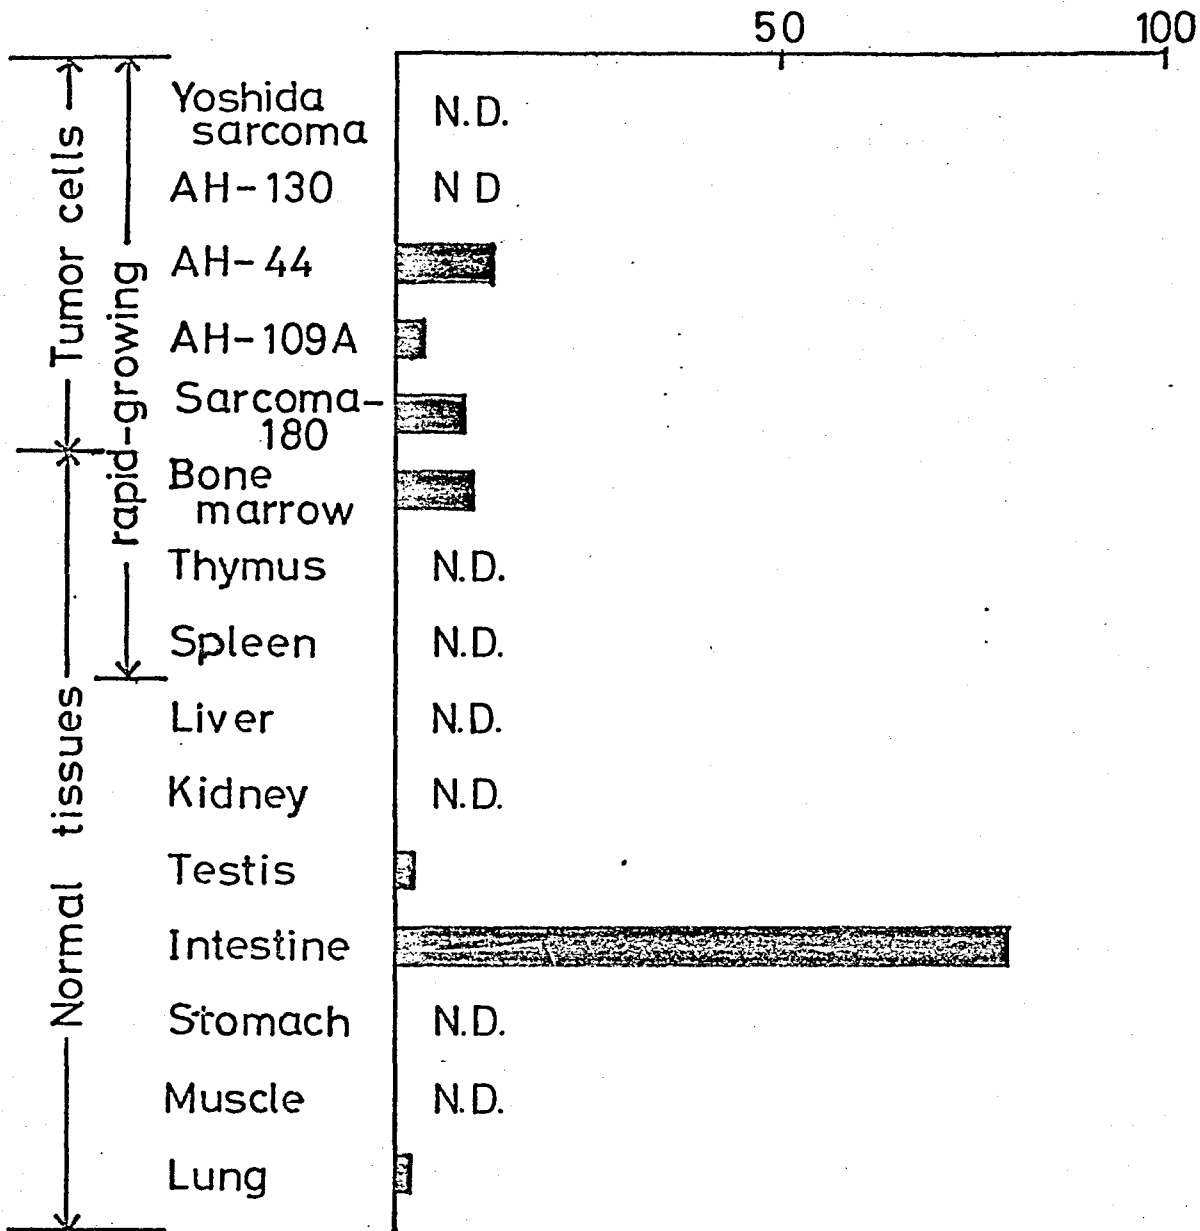 50 100
Yoshida
sarcoma N.D.
AH-130 N D
AH-44
AH-109A
Sarcoma-
180
Bone
marrow
Thymus N.D.
Spleen N.D.
Liver N.D.
Kidney N.D.
Testis
Intestine
Stomach N.D.
Muscle N.D.
Lung
Tumor cells
rapid-growing
Normal tissues